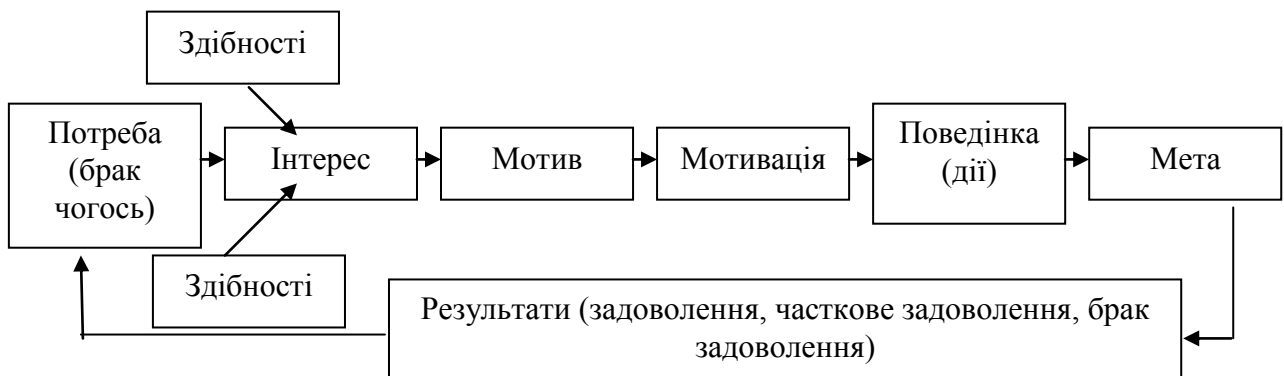 Здібності
Потреба
(брак
чогось)
Інтерес
Мотив
Мотивація
Поведінка
(дії)
Мета
Здібності
Результати (задоволення, часткове задоволення, брак
задоволення)